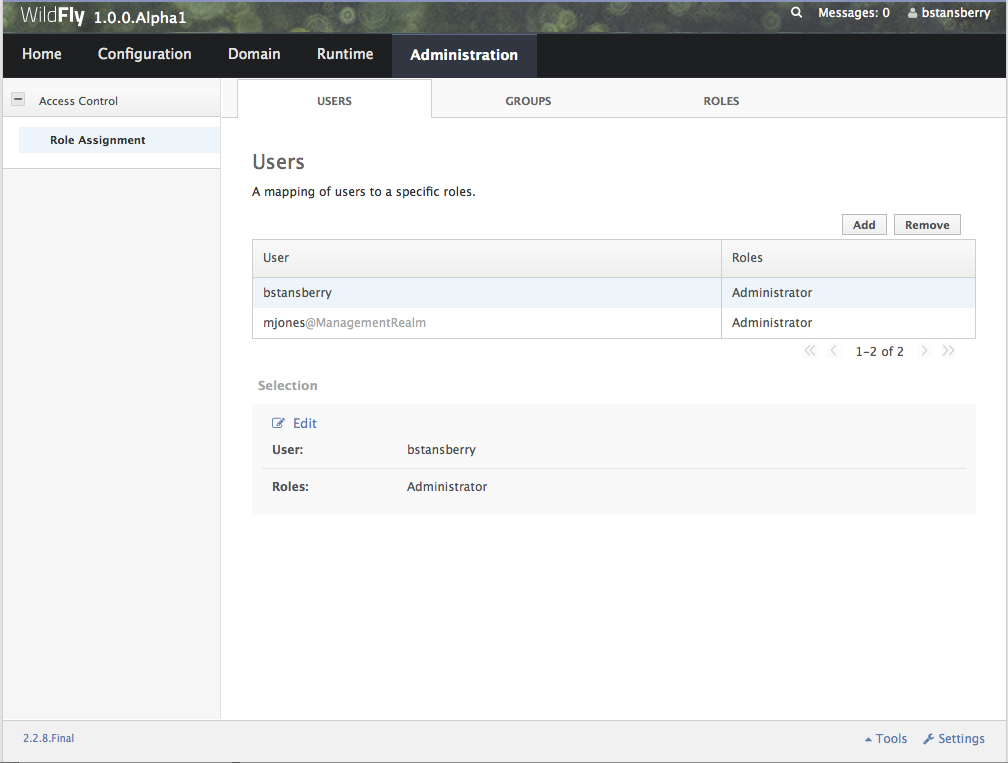 WildFly 1.0.0.Alpha1 Messages: 0 bstansberry
Home Configuration Domain Runtime Administration
Access Control USERS GROUPS ROLES
Role Assignment
Users
A mapping of users to a specific roles.
Add Remove
User Roles
bstansberry Administrator
mjones@ManagementRealm Administrator
1-2 of 2
Selection
Edit
User: bstansberry
Roles: Administrator
2.2.8.Final Tools Settings